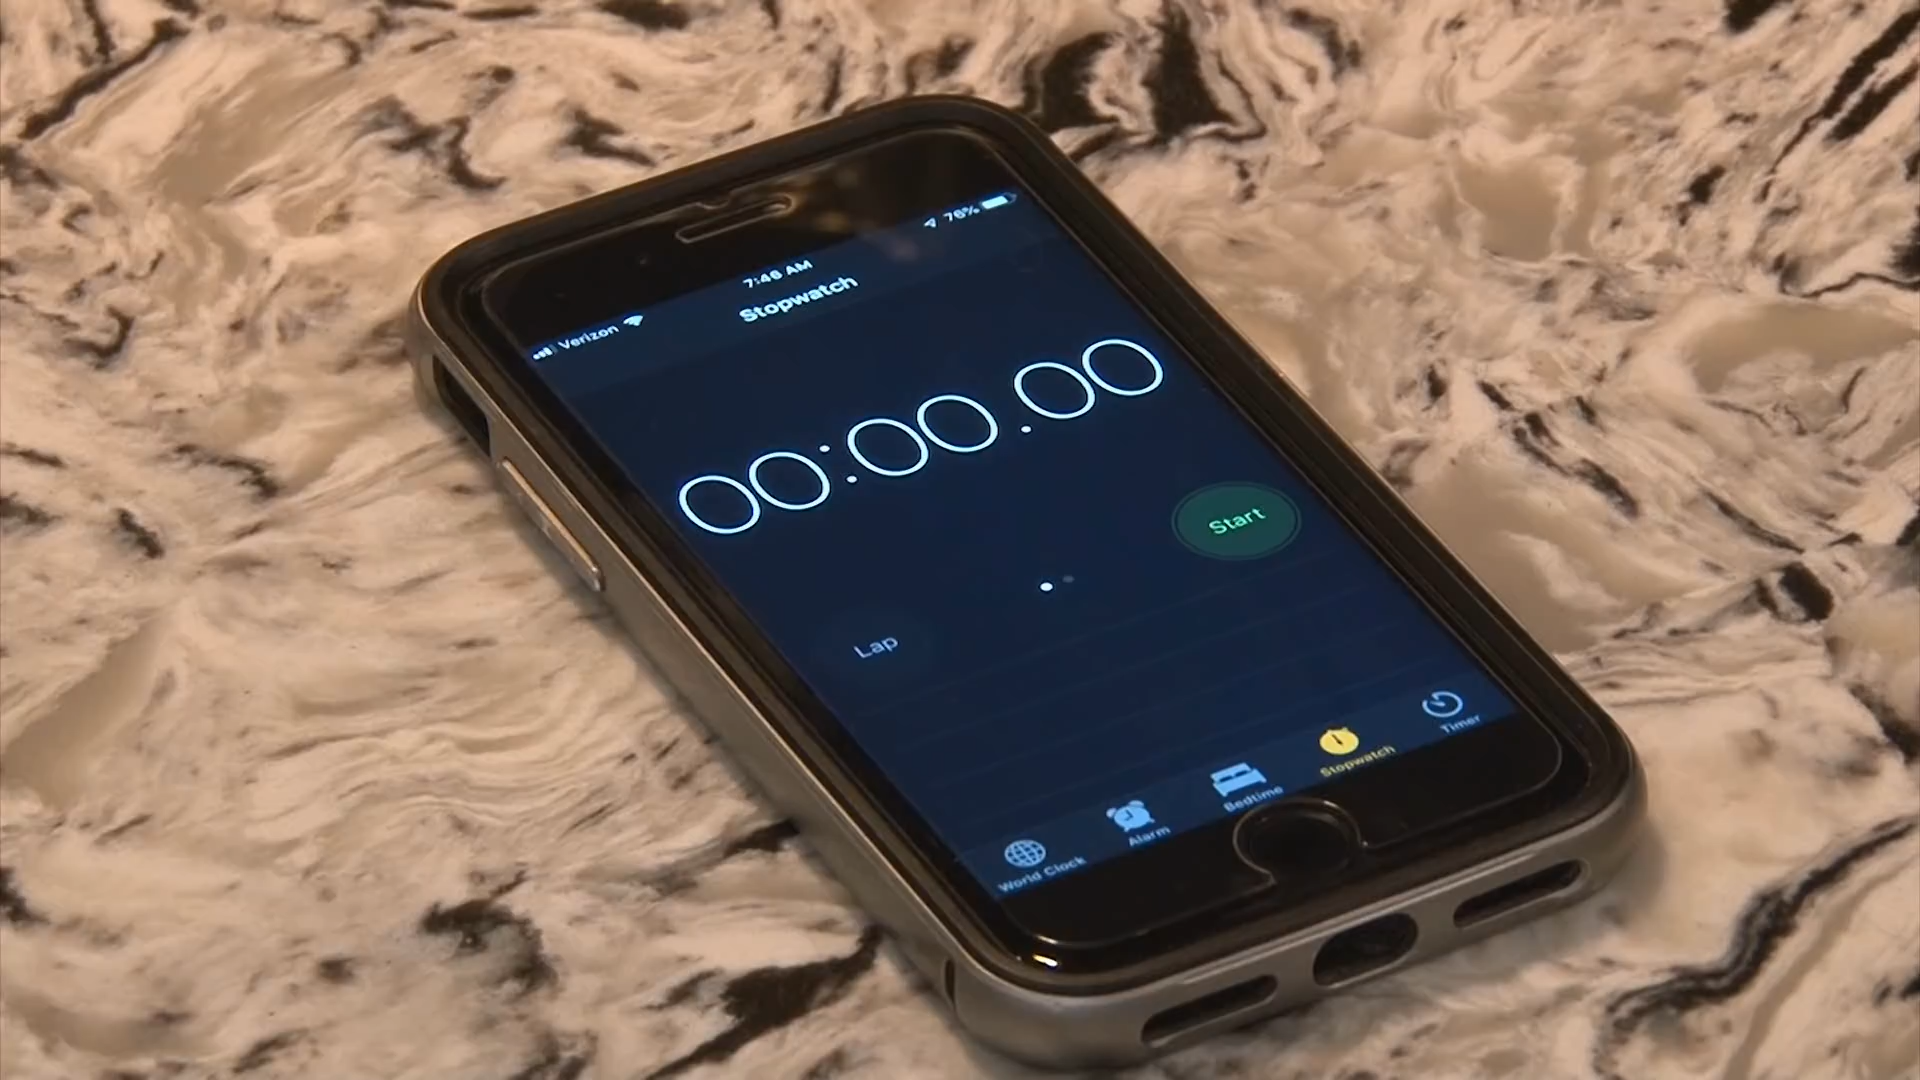 Verizon
7:46 AM
76%
Stopwatch
00:00.00
Lap
Start
World Clock
Alarm
Bedtime
Stopwatch
Timer